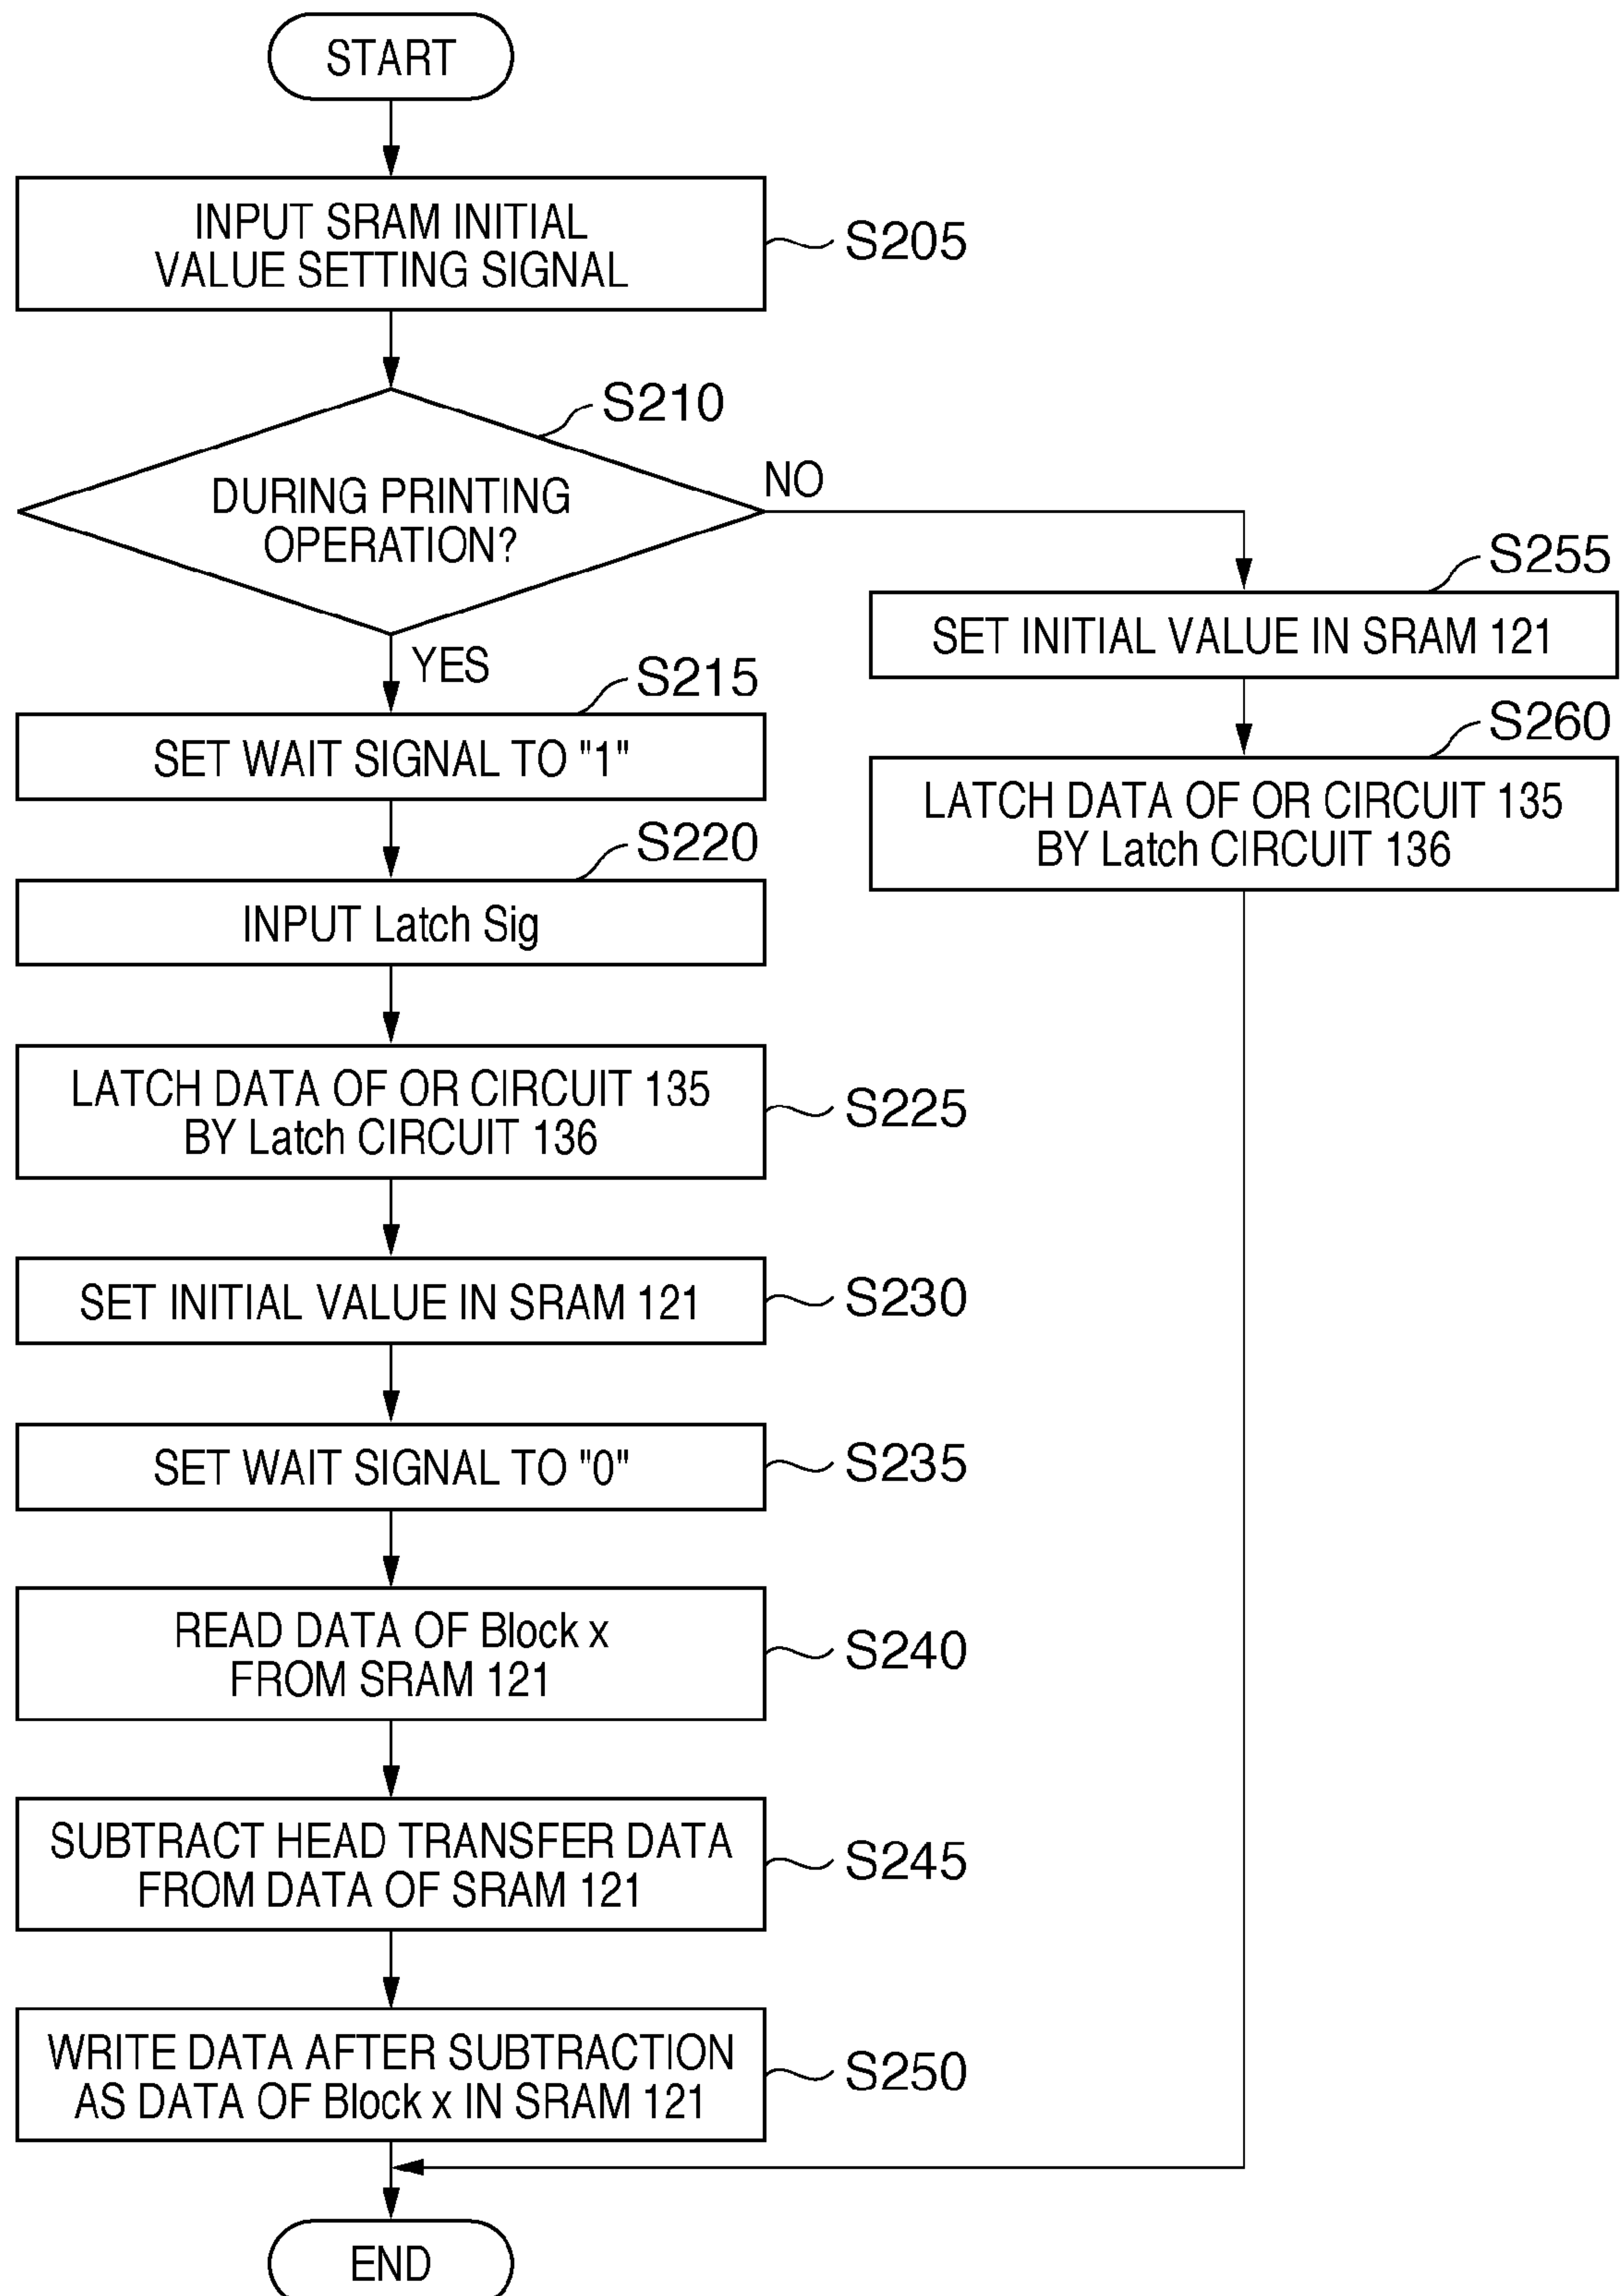 START
INPUT SRAM INITIAL
VALUE SETTING SIGNAL
S205
S210
DURING PRINTING
OPERATION?
NO
YES
S255
SET INITIAL VALUE IN SRAM 121
S260
LATCH DATA OF OR CIRCUIT 135
BY Latch CIRCUIT 136
S215
SET WAIT SIGNAL TO "1"
S220
INPUT Latch Sig
LATCH DATA OF OR CIRCUIT 135
BY Latch CIRCUIT 136
S225
SET INITIAL VALUE IN SRAM 121
S230
SET WAIT SIGNAL TO "0"
S235
READ DATA OF Block x
FROM SRAM 121
S240
SUBTRACT HEAD TRANSFER DATA
FROM DATA OF SRAM 121
S245
WRITE DATA AFTER SUBTRACTION
AS DATA OF Block x IN SRAM 121
S250
END